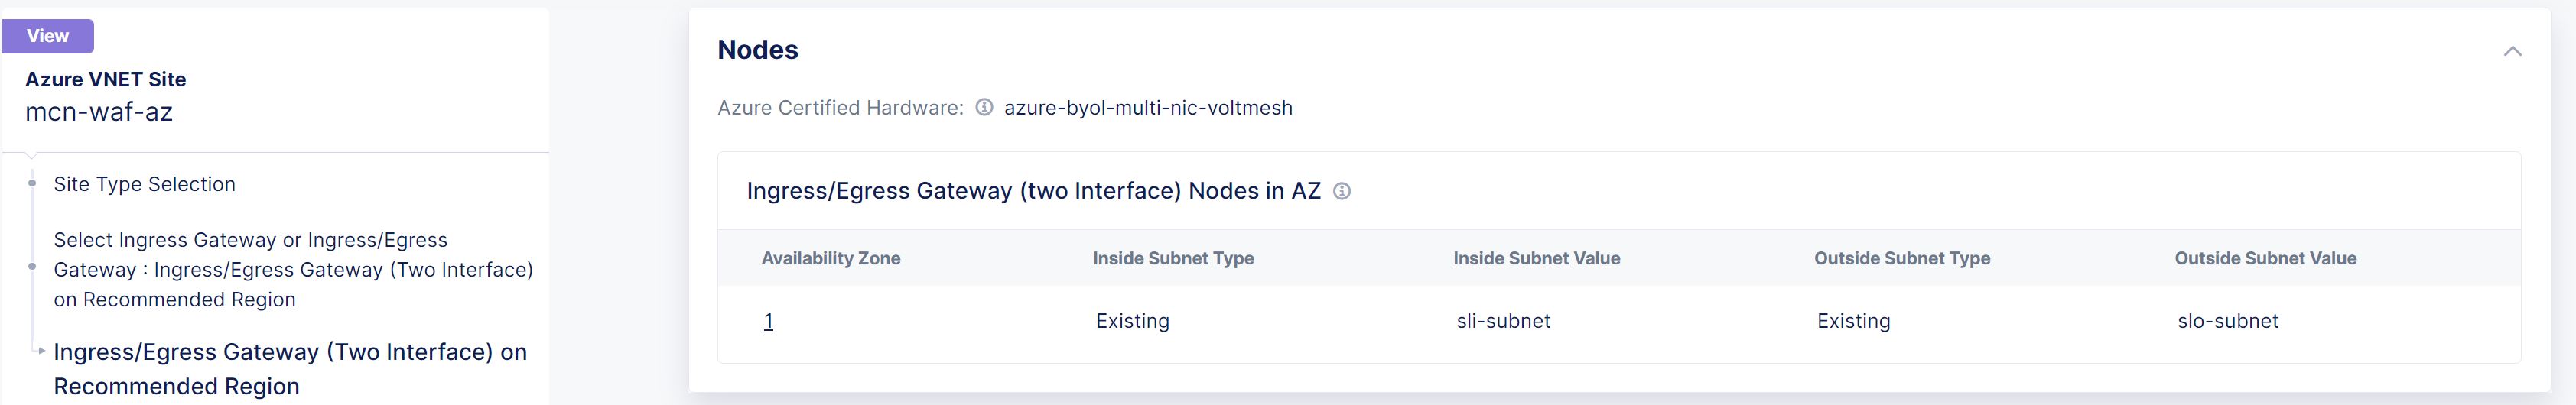 View
Azure VNET Site
mcn-waf-az
Site Type Selection
Select Ingress Gateway or Ingress/Egress
Gateway : Ingress/Egress Gateway (Two Interface)
on Recommended Region
Ingress/Egress Gateway (Two Interface) on
Recommended Region
Nodes
Azure Certified Hardware: azure-byol-multi-nic-voltmesh
Ingress/Egress Gateway (two Interface) Nodes in AZ
Availability Zone Inside Subnet Type Inside Subnet Value Outside Subnet Type Outside Subnet Value
1 Existing sli-subnet Existing slo-subnet